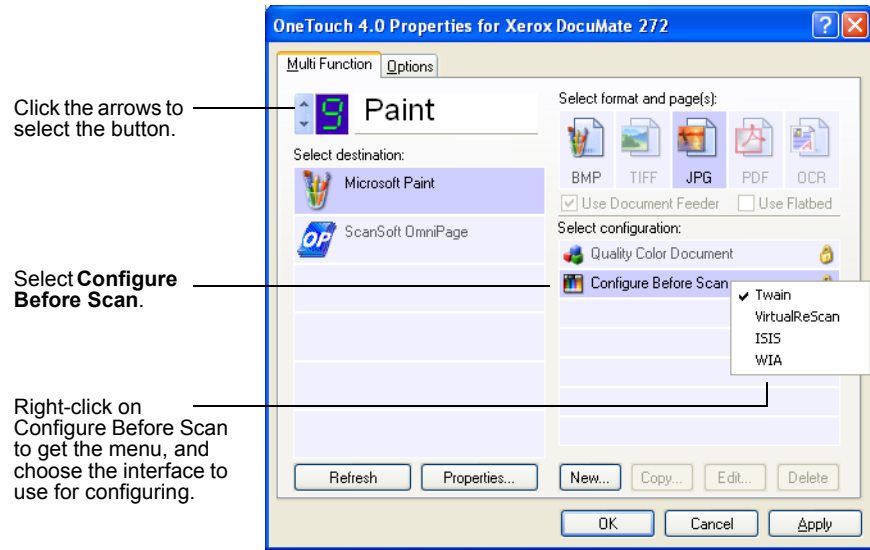 OneTouch 4.0 Properties for Xerox DocuMate 272
Multi Function
Options
Click the arrows to
select the button.
9
Paint
Select destination:
Microsoft Paint
OP
ScanSoft OmniPage
Select format and page(s):
BMP
TIFF
JPG
PDF
OCR
Use Document Feeder
Use Flatbed
Select configuration:
Quality Color Document
Configure Before Scan
Twain
VirtualReScan
ISIS
WIA
Select Configure
Before Scan.
Right-click on
Configure Before Scan
to get the menu, and
choose the interface to
use for configuring.
Refresh
Properties...
New...
Copy...
Edit...
Delete
OK
Cancel
Apply